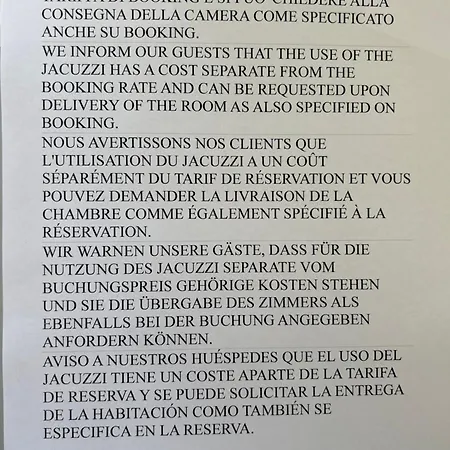 CONSEGNA DELLA CAMERA COME SPECIFICATO
ANCHE SU BOOKING.
WE INFORM OUR GUESTS THAT THE USE OF THE
JACUZZI HAS A COST SEPARATE FROM THE
BOOKING RATE AND CAN BE REQUESTED UPON
DELIVERY OF THE ROOM AS ALSO SPECIFIED ON
BOOKING.
NOUS AVERTISSONS NOS CLIENTS QUE
L'UTILISATION DU JACUZZI A UN COÛT
SÉPARÉMENT DU TARIF DE RÉSERVATION ET VOUS
POUVEZ DEMANDER LA LIVRAISON DE LA
CHAMBRE COMME ÉGALEMENT SPÉCIFIÉ À LA
RÉSERVATION.
WIR WARNEN UNSERE GÄSTE, DASS FÜR DIE
NUTZUNG DES JACUZZI SEPARATE VOM
BUCHUNGSPREIS GEHÖRIGE KOSTEN STEHEN
UND SIE DIE ÜBERGABE DES ZIMMERS ALS
EBENFALLS BEI DER BUCHUNG ANGEGEBEN
ANFORDERN KÖNNEN.
AVISO A NUESTROS HUÉSPEDES QUE EL USO DEL
JACUZZI TIENE UN COSTE APARTE DE LA TARIFA
DE RESERVA Y SE PUEDE SOLICITAR LA ENTREGA
DE LA HABITACIÓN COMO TAMBIÉN SE
ESPECIFICA EN LA RESERVA.